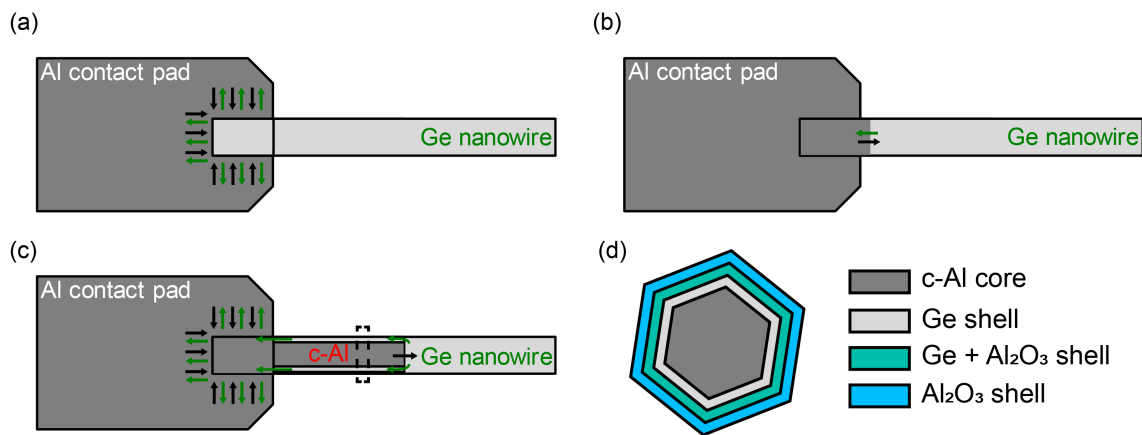 (a)
Al contact pad
Ge nanowire
(b)
Al contact pad
Ge nanowire
(c)
Al contact pad
c-Al
Ge nanowire
(d)
c-Al core
Ge shell
Ge + Al₂O₃ shell
Al₂O₃ shell